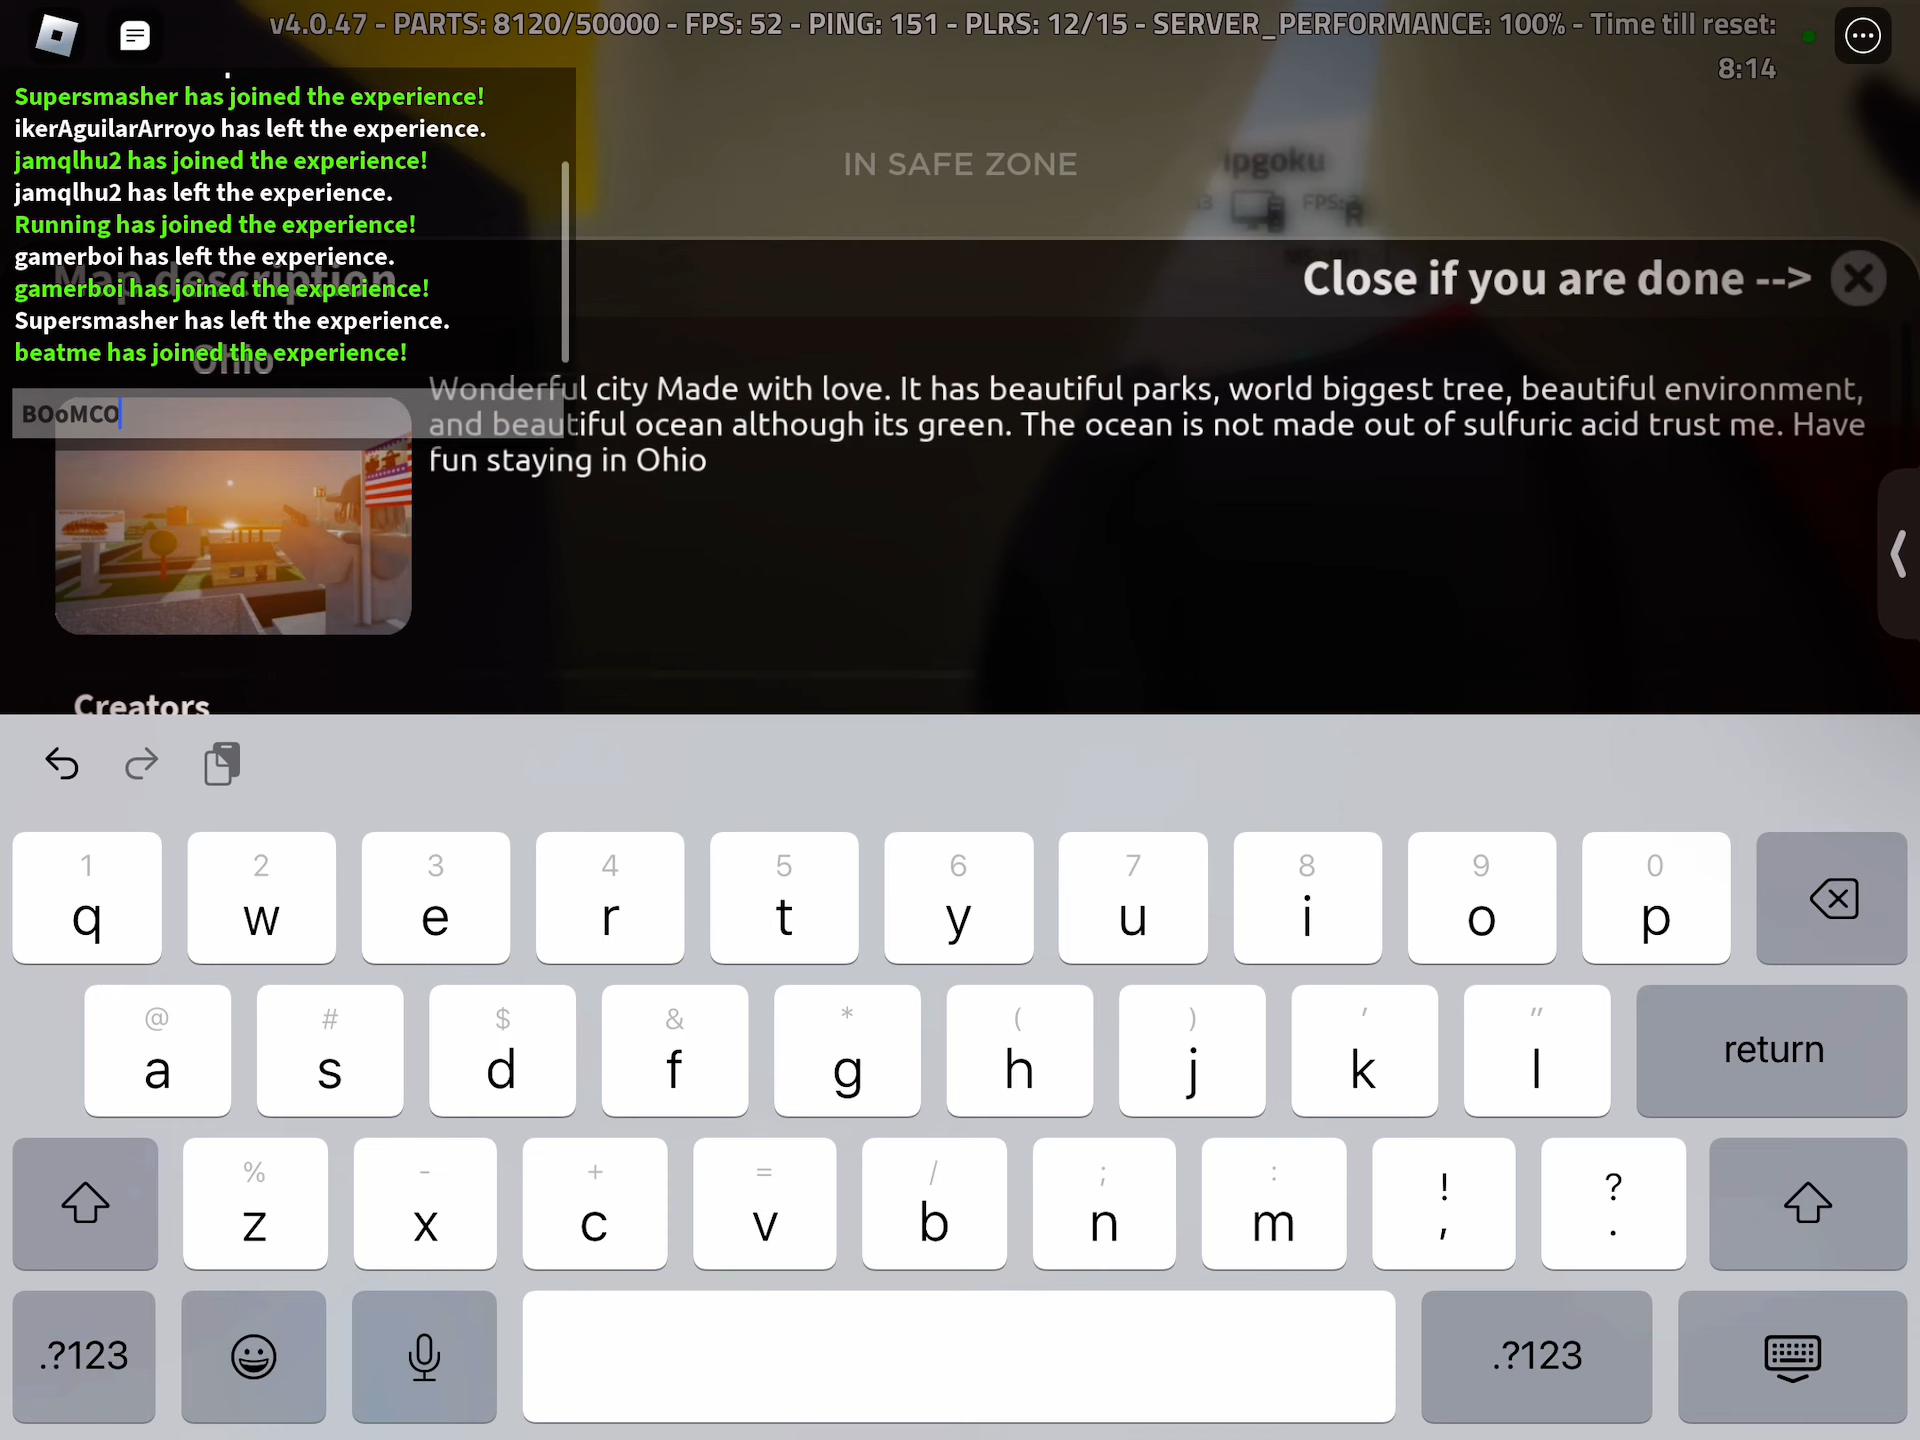 v4.0.47 - PARTS: 8120/50000 - FPS: 52 - PING: 151 - PLRS: 12/15 - SERVER_PERFORMANCE: 100% - Time till reset:
8:14
Supersmasher has joined the experience!
ikerAguilarArroyo has left the experience.
jamqlhu2 has joined the experience!
jamqlhu2 has left the experience.
Running has joined the experience!
gamerboi has left the experience.
gamerboi has joined the experience!
Supersmasher has left the experience.
beatme has joined the experience!
BOoMCO
IN SAFE ZONE
ipgoku
FPS:
R
Map description
Close if you are done -->
Ohio
Wonderful city Made with love. It has beautiful parks, world biggest tree, beautiful environment,
and beautiful ocean although its green. The ocean is not made out of sulfuric acid trust me. Have
fun staying in Ohio
Creators
1 2 3 4 5 6 7 8 9 0
q w e r t y u i o p
@ # $ & * ( ) ' "
a s d f g h j k l return
% - + = / ; : ! ?
z x c v b n m , .
.?123 .?123